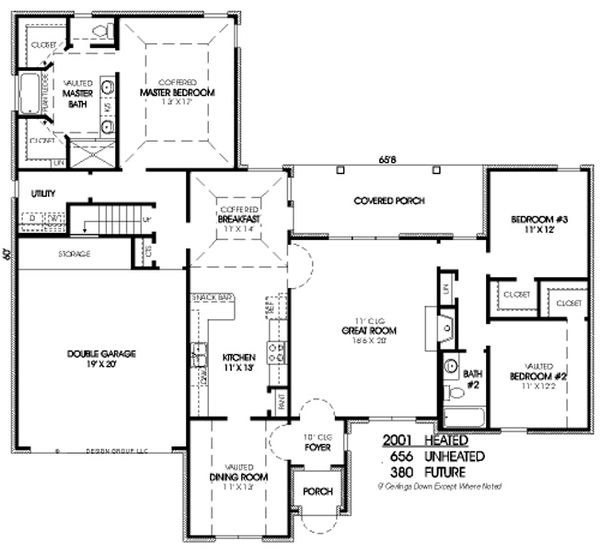 CLOSET
VAULTED
MASTER
BATH
PLANT LEDGE
K/S
CLOSET
LIN
COFFERED
MASTER BEDROOM
13' X 17'
65'8
60'
UTILITY
D
W
UP
STORAGE
CTS
COFFERED
BREAKFAST
11' X 14'
COVERED PORCH
BEDROOM #3
11' X 12'
CLOSET
CLOSET
LIN
SNACK BAR
REF
11' CLG
GREAT ROOM
16'6 X 20'
DOUBLE GARAGE
19' X 20'
KITCHEN
11' X 13'
DW
PANT
BATH
#2
VAULTED
BEDROOM #2
11' X 12'2
10' CLG
FOYER
© DESIGN GROUP LLC
VAULTED
DINING ROOM
11' X 13'
PORCH
2001 HEATED
656 UNHEATED
380 FUTURE
9' Ceilings Down Except Where Noted